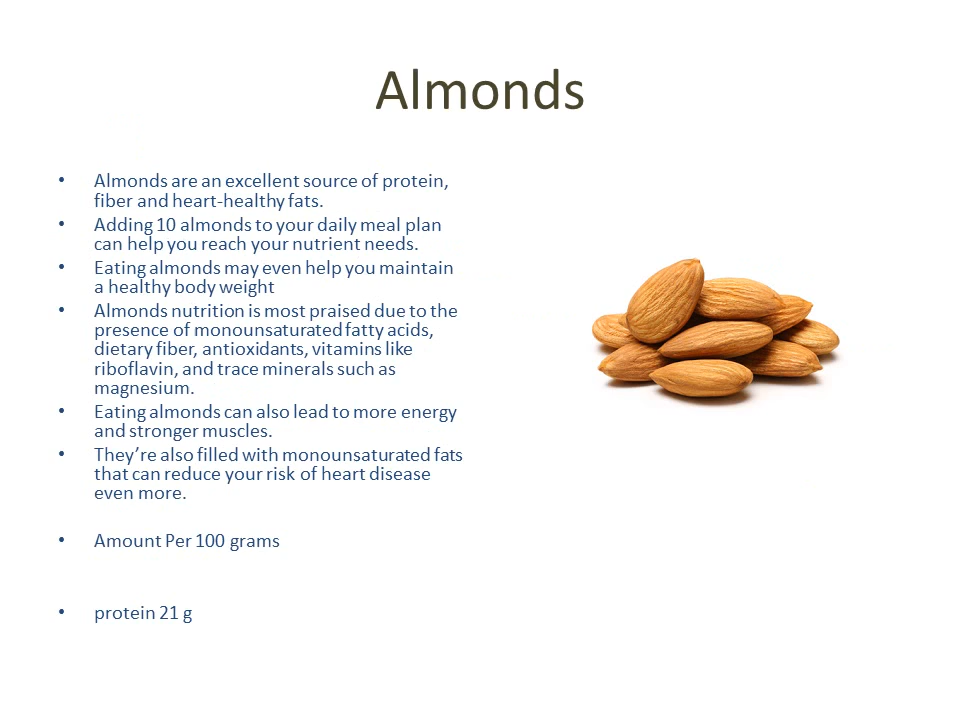 Almonds
• Almonds are an excellent source of protein,
fiber and heart-healthy fats.
• Adding 10 almonds to your daily meal plan
can help you reach your nutrient needs.
• Eating almonds may even help you maintain
a healthy body weight
• Almonds nutrition is most praised due to the
presence of monounsaturated fatty acids,
dietary fiber, antioxidants, vitamins like
riboflavin, and trace minerals such as
magnesium.
• Eating almonds can also lead to more energy
and stronger muscles.
• They’re also filled with monounsaturated fats
that can reduce your risk of heart disease
even more.
• Amount Per 100 grams
• protein 21 g